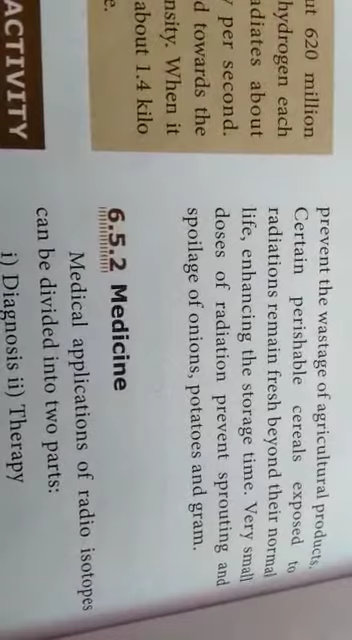 620 million
hydrogen each
about
per second.
towards the
When it
about 1.4 kilo
ACTIVITY
prevent the wastage of agricultural products.
Certain perishable cereals exposed to
radiations remain fresh beyond their normal
life, enhancing the storage time. Very small
doses of radiation prevent sprouting and
spoilage of onions, potatoes and gram.
6.5.2 Medicine
Medical applications of radio isotopes
can be divided into two parts:
i) Diagnosis ii) Therapy